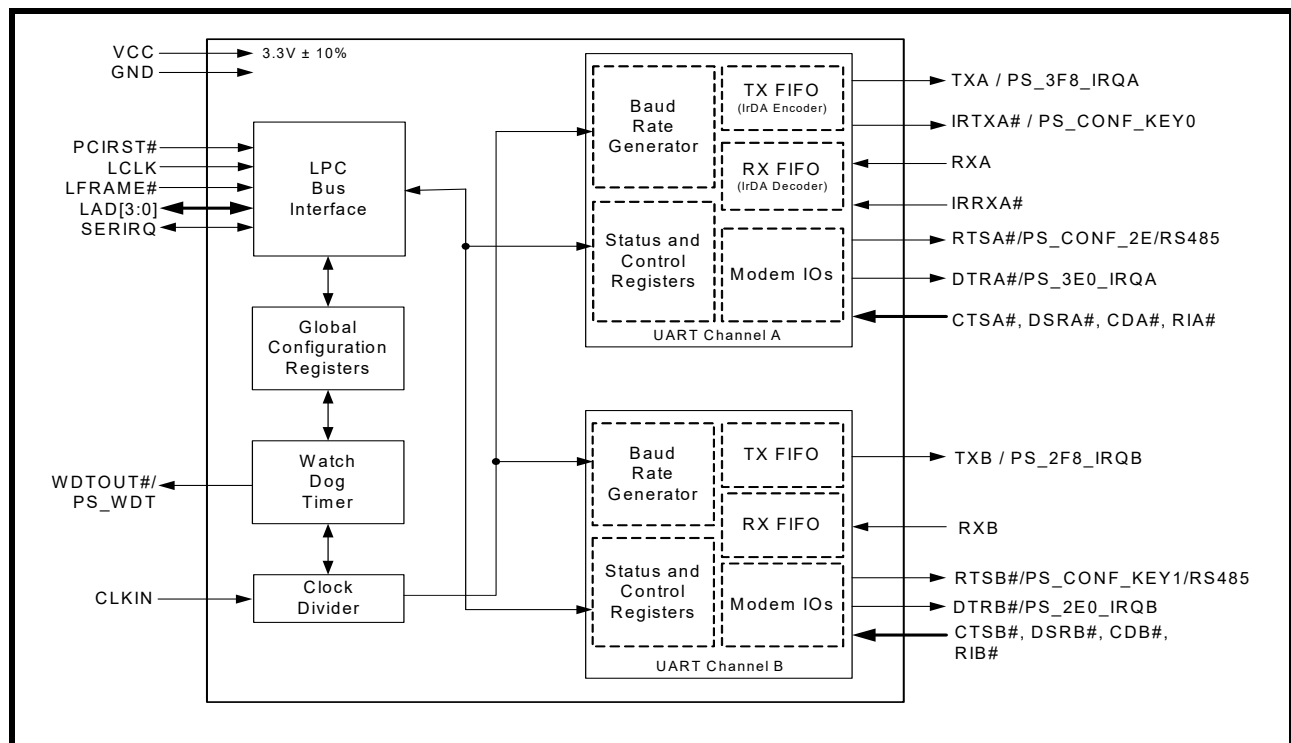 VCC
GND
3.3V ± 10%
PCIRST#
LCLK
LFRAME#
LAD[3:0]
SERIRQ
LPC
Bus
Interface
Global
Configuration
Registers
WDTOUT#/
PS_WDT
Watch
Dog
Timer
CLKIN
Clock
Divider
Baud
Rate
Generator
TX FIFO
(IrDA Encoder)
RX FIFO
(IrDA Decoder)
Status and
Control
Registers
Modem IOs
UART Channel A
TXA / PS_3F8_IRQA
IRTXA# / PS_CONF_KEY0
RXA
IRRXA#
RTSA#/PS_CONF_2E/RS485
DTRA#/PS_3E0_IRQA
CTSA#, DSRA#, CDA#, RIA#
Baud
Rate
Generator
TX FIFO
RX FIFO
Status and
Control
Registers
Modem IOs
UART Channel B
TXB / PS_2F8_IRQB
RXB
RTSB#/PS_CONF_KEY1/RS485
DTRB#/PS_2E0_IRQB
CTSB#, DSRB#, CDB#,
RIB#